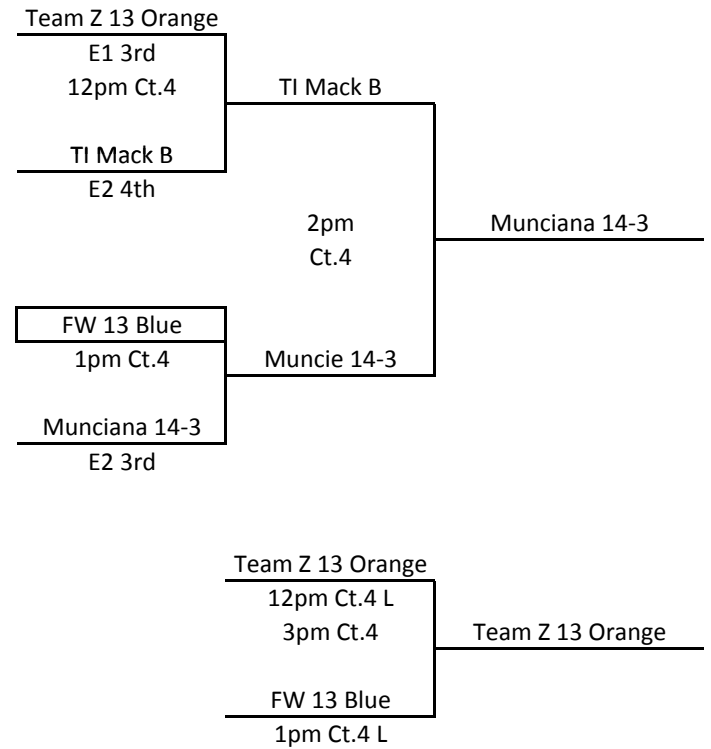 Team Z 13 Orange
E1 3rd
12pm Ct.4
TI Mack B
TI Mack B
E2 4th
2pm
Ct.4
Munciana 14-3
FW 13 Blue
1pm Ct.4
Muncie 14-3
Munciana 14-3
E2 3rd
Team Z 13 Orange
12pm Ct.4 L
3pm Ct.4
Team Z 13 Orange
FW 13 Blue
1pm Ct.4 L